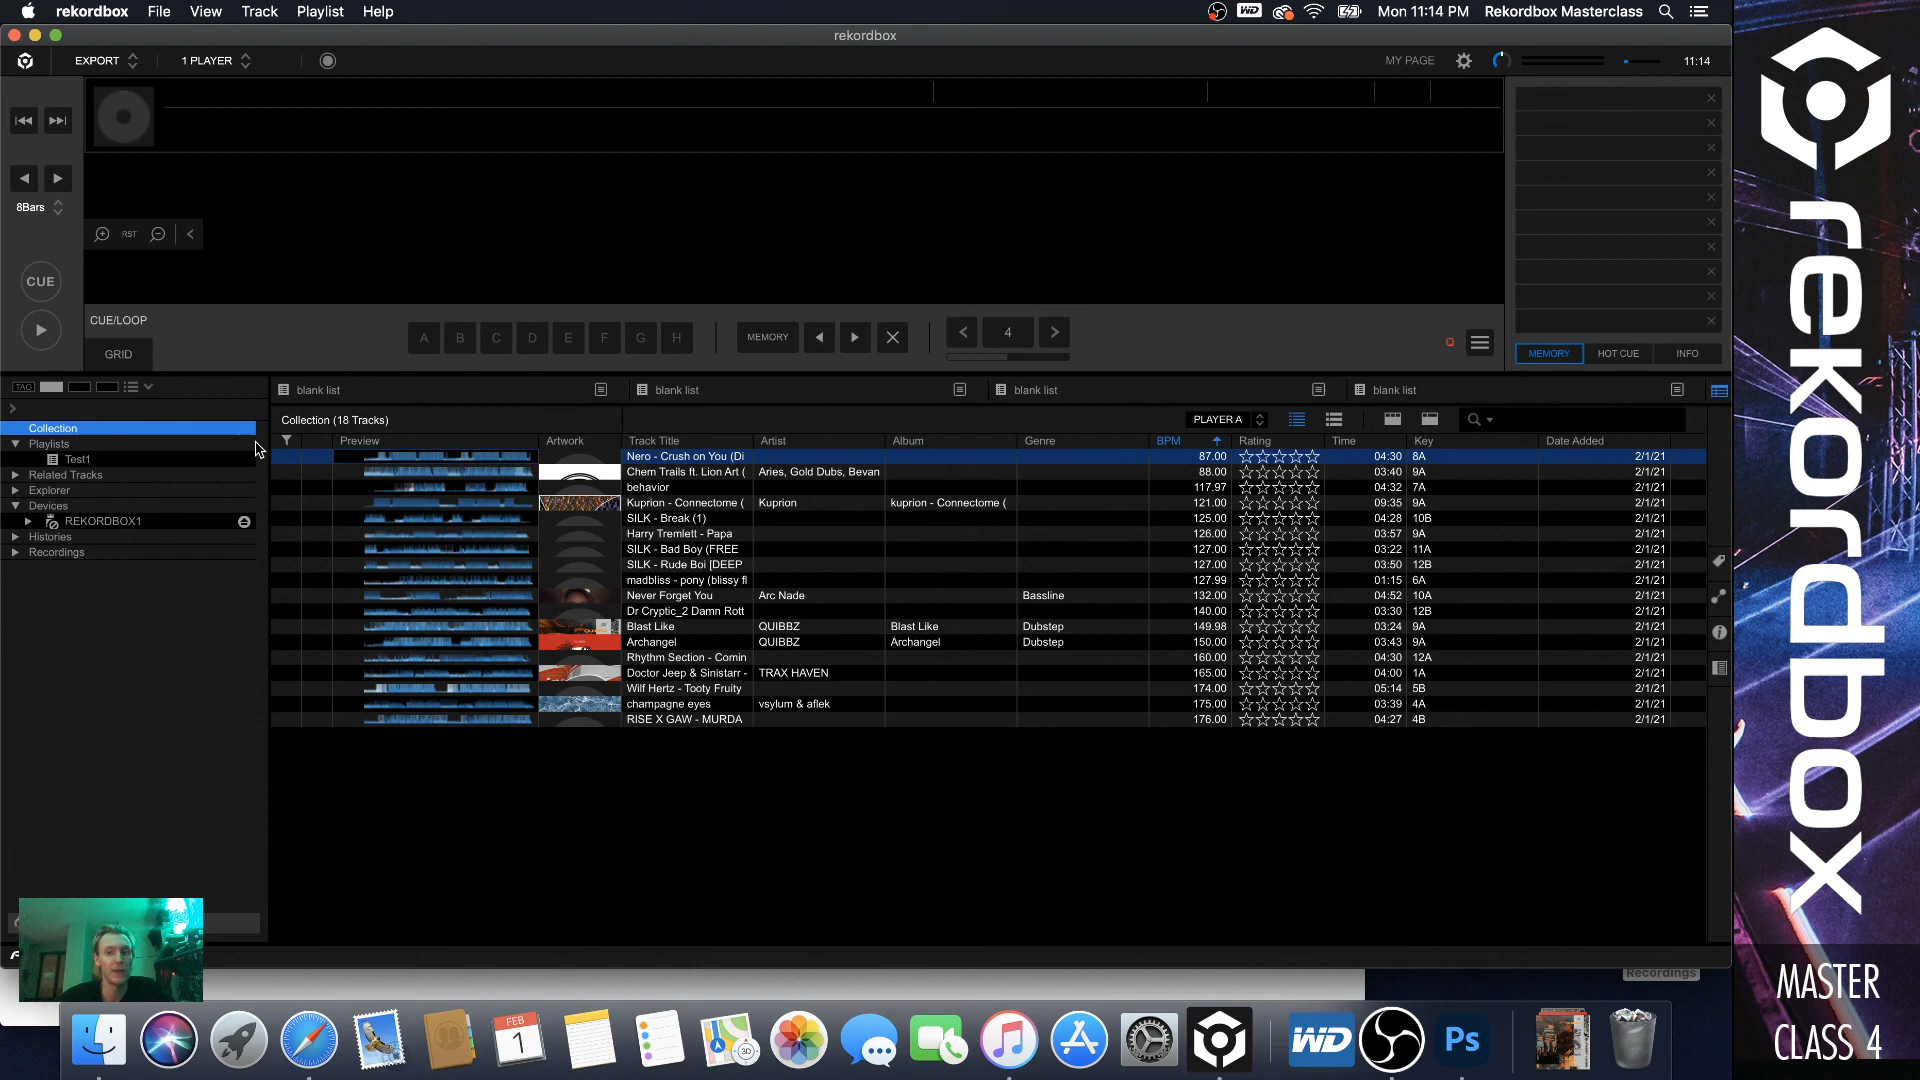 rekordbox File View Track Playlist Help
WD Mon 11:14 PM Rekordbox Masterclass
rekordbox
EXPORT 1 PLAYER MY PAGE 11:14
8Bars
RST
CUE
CUE/LOOP
GRID
A B C D E F G H MEMORY 4 Q
MEMORY HOT CUE INFO
TAG
blank list blank list blank list blank list
Collection
Playlists
Test1
Related Tracks
Explorer
Devices
REKORDBOX1
Histories
Recordings
Collection (18 Tracks) PLAYER A
Preview Artwork Track Title Artist Album Genre BPM Rating Time Key Date Added
Nero - Crush on You (Di 87.00 04:30 8A 2/1/21
Chem Trails ft. Lion Art ( Aries, Gold Dubs, Bevan 88.00 03:40 9A 2/1/21
behavior 117.97 04:32 7A 2/1/21
Kuprion - Connectome ( Kuprion kuprion - Connectome ( 121.00 09:35 9A 2/1/21
SILK - Break (1) 125.00 04:28 10B 2/1/21
Harry Tremlett - Papa 126.00 03:57 9A 2/1/21
SILK - Bad Boy (FREE 127.00 03:22 11A 2/1/21
SILK - Rude Boi [DEEP 127.00 03:50 12B 2/1/21
madbliss - pony (blissy fl 127.99 01:15 6A 2/1/21
Never Forget You Arc Nade Bassline 132.00 04:52 10A 2/1/21
Dr Cryptic_2 Damn Rott 140.00 03:30 12B 2/1/21
Blast Like QUIBBZ Blast Like Dubstep 149.98 03:24 9A 2/1/21
Archangel QUIBBZ Archangel Dubstep 150.00 03:43 9A 2/1/21
Rhythm Section - Comin 160.00 04:30 12A 2/1/21
Doctor Jeep & Sinistarr - TRAX HAVEN 165.00 04:00 1A 2/1/21
Wilf Hertz - Tooty Fruity 174.00 05:14 5B 2/1/21
champagne eyes vsylum & aflek 175.00 03:39 4A 2/1/21
RISE X GAW - MURDA 176.00 04:27 4B 2/1/21
Recordings
FEB
1
3D
WD
Ps
rekordbox
MASTER
CLASS 4